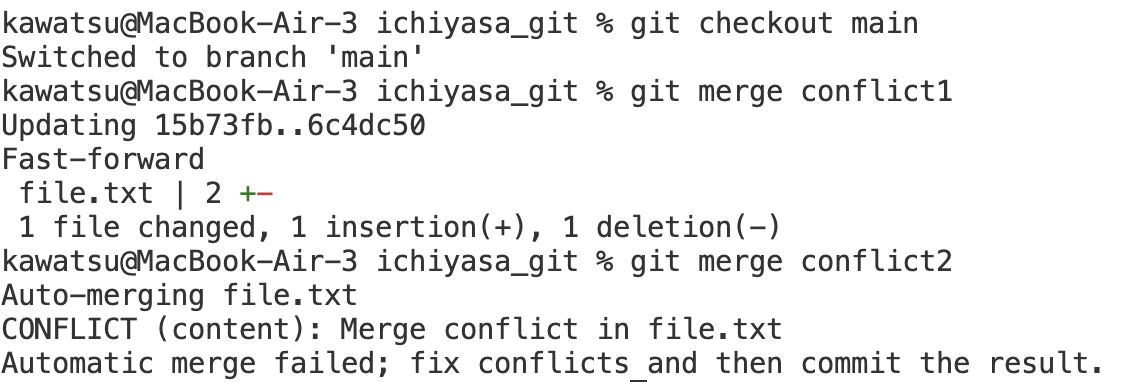 kawatsu@MacBook-Air-3 ichiyasa_git % git checkout main
Switched to branch 'main'
kawatsu@MacBook-Air-3 ichiyasa_git % git merge conflict1
Updating 15b73fb..6c4dc50
Fast-forward
 file.txt | 2 +-
 1 file changed, 1 insertion(+), 1 deletion(-)
kawatsu@MacBook-Air-3 ichiyasa_git % git merge conflict2
Auto-merging file.txt
CONFLICT (content): Merge conflict in file.txt
Automatic merge failed; fix conflicts and then commit the result.